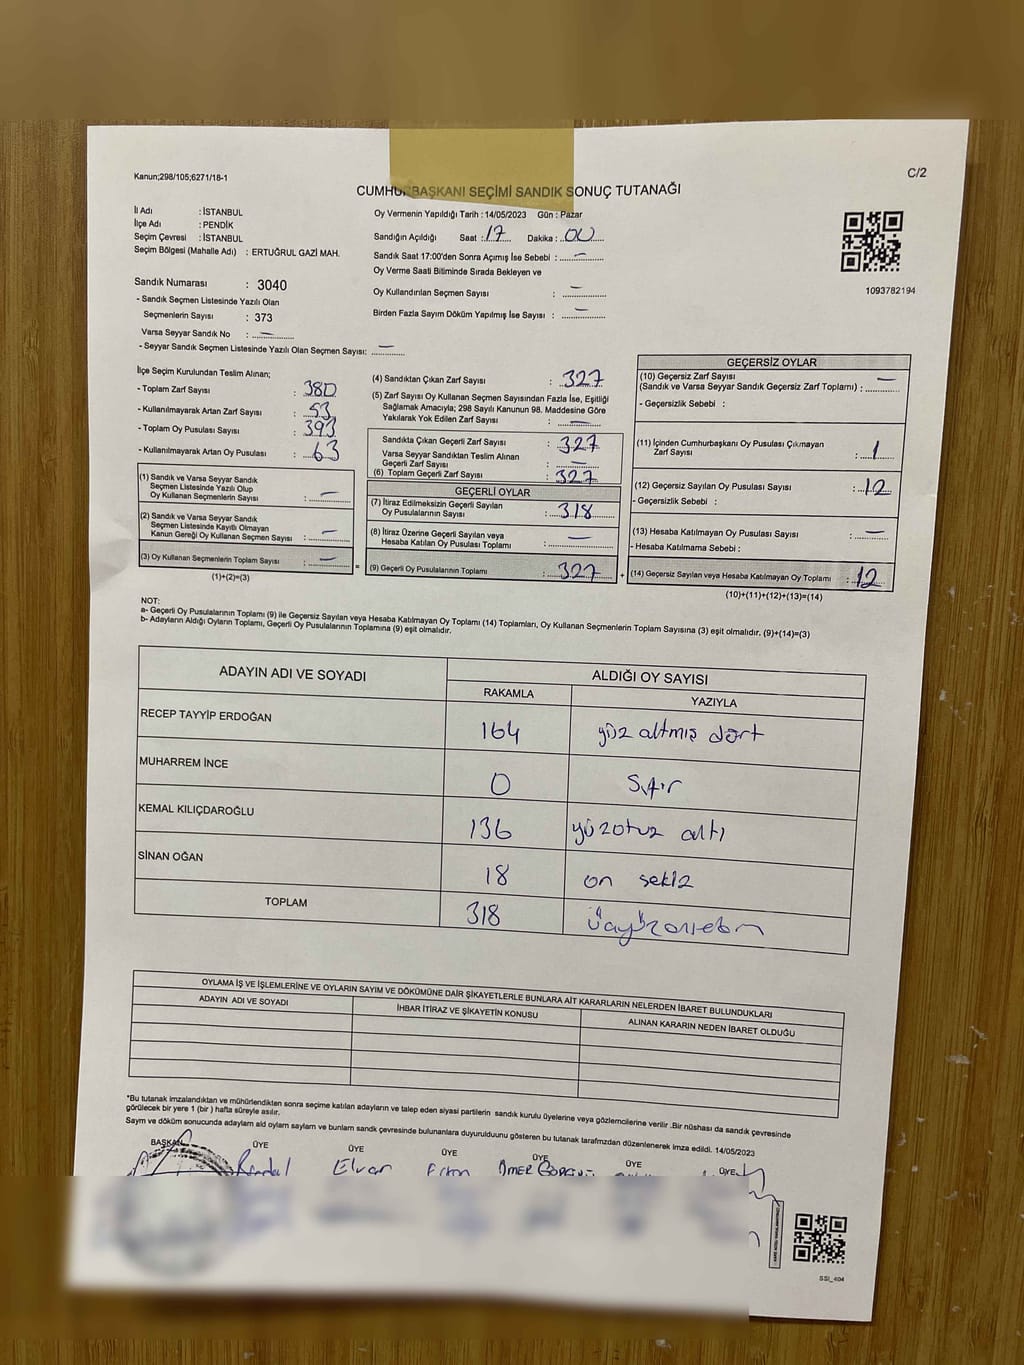 Kanun;298/105;6271/18-1
C/2
CUMHURBAŞKANI SEÇİMİ SANDIK SONUÇ TUTANAĞI
İl Adı : İSTANBUL
İlçe Adı : PENDİK
Seçim Çevresi : İSTANBUL
Seçim Bölgesi (Mahalle Adı) : ERTUĞRUL GAZİ MAH.
Oy Vermenin Yapıldığı Tarih : 14/05/2023 Gün : Pazar
Sandığın Açıldığı Saat : 17 Dakika : 00
Sandık Saat 17:00'den Sonra Açımış İse Sebebi : –
Oy Verme Saati Bitiminde Sırada Bekleyen ve
Oy Kullandırılan Seçmen Sayısı : –
Birden Fazla Sayım Döküm Yapılmış İse Sayısı : –
1093782194
Sandık Numarası : 3040
- Sandık Seçmen Listesinde Yazılı Olan
Seçmenlerin Sayısı : 373
Varsa Seyyar Sandık No : –
- Seyyar Sandık Seçmen Listesinde Yazılı Olan Seçmen Sayısı: –
İlçe Seçim Kurulundan Teslim Alınan;
- Toplam Zarf Sayısı : 380
- Kullanılmayarak Artan Zarf Sayısı : 53
- Toplam Oy Pusulası Sayısı : 393
- Kullanılmayarak Artan Oy Pusulası : 63
(1) Sandık ve Varsa Seyyar Sandık
Seçmen Listesinde Yazılı Olup
Oy Kullanan Seçmenlerin Sayısı : –
(2) Sandık ve Varsa Seyyar Sandık
Seçmen Listesinde Kayıtlı Olmayan
Kanun Gereği Oy Kullanan Seçmen Sayısı : –
(3) Oy Kullanan Seçmenlerin Toplam Sayısı : –
(1)+(2)=(3)
(4) Sandıktan Çıkan Zarf Sayısı : 327
(5) Zarf Sayısı Oy Kullanan Seçmen Sayısından Fazla İse, Eşitliği
Sağlamak Amacıyla; 298 Sayılı Kanunun 98. Maddesine Göre
Yakılarak Yok Edilen Zarf Sayısı : –
Sandıkta Çıkan Geçerli Zarf Sayısı : 327
Varsa Seyyar Sandıktan Teslim Alınan
Geçerli Zarf Sayısı : –
(6) Toplam Geçerli Zarf Sayısı : 327
GEÇERLİ OYLAR
(7) İtiraz Edilmeksizin Geçerli Sayılan
Oy Pusulalarının Sayısı : 318
(8) İtiraz Üzerine Geçerli Sayılan veya
Hesaba Katılan Oy Pusulası Toplamı : –
= (9) Geçerli Oy Pusulalarının Toplamı : 327 +
GEÇERSİZ OYLAR
(10) Geçersiz Zarf Sayısı
(Sandık ve Varsa Seyyar Sandık Geçersiz Zarf Toplamı) : –
- Geçersizlik Sebebi :
(11) İçinden Cumhurbaşkanı Oy Pusulası Çıkmayan
Zarf Sayısı : 1
(12) Geçersiz Sayılan Oy Pusulası Sayısı : 12
- Geçersizlik Sebebi :
(13) Hesaba Katılmayan Oy Pusulası Sayısı : –
- Hesaba Katılmama Sebebi :
(14) Geçersiz Sayılan veya Hesaba Katılmayan Oy Toplamı : 12
(10)+(11)+(12)+(13)=(14)
NOT:
a- Geçerli Oy Pusulalarının Toplamı (9) ile Geçersiz Sayılan veya Hesaba Katılmayan Oy Toplamı (14) Toplamları, Oy Kullanan Seçmenlerin Toplam Sayısına (3) eşit olmalıdır. (9)+(14)=(3)
b- Adayların Aldığı Oyların Toplamı, Geçerli Oy Pusulalarının Toplamına (9) eşit olmalıdır.
ADAYIN ADI VE SOYADI ALDIĞI OY SAYISI
RAKAMLA YAZIYLA
RECEP TAYYİP ERDOĞAN 164 yüz altmış dört
MUHARREM İNCE 0 Sıfır
KEMAL KILIÇDAROĞLU 136 yüzotuz altı
SİNAN OĞAN 18 on sekiz
TOPLAM 318
OYLAMA İŞ VE İŞLEMLERİNE VE OYLARIN SAYIM VE DÖKÜMÜNE DAİR ŞİKAYETLERLE BUNLARA AİT KARARLARIN NELERDEN İBARET BULUNDUKLARI
ADAYIN ADI VE SOYADI İHBAR İTİRAZ VE ŞİKAYETİN KONUSU ALINAN KARARIN NEDEN İBARET OLDUĞU
*Bu tutanak imzalandıktan ve mühürlendikten sonra seçime katılan adayların ve talep eden siyasi partilerin sandık kurulu üyelerine veya gözlemcilerine verilir .Bir nüshası da sandık çevresinde
görülecek bir yere 1 (bir ) hafta süreyle asılır.
Sayım ve döküm sonucunda adayların ald oyların sayların ve bunların sandk çevresinde bulunanlara duyurulduunu gösteren bu tutanak tarafmzdan düzenlenerek imza edildi. 14/05/2023
BAŞKAN ÜYE ÜYE ÜYE ÜYE ÜYE ÜYE
Elvan ÖMER
SSI_404